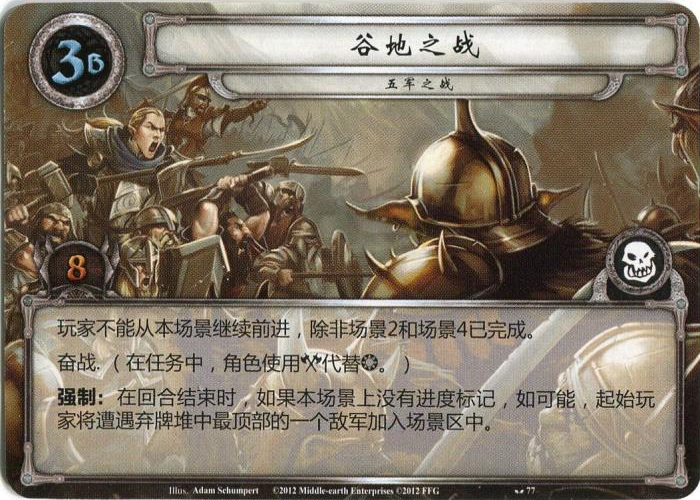 3B
谷地之战
五军之战
8
玩家不能从本场景继续前进，除非场景2和场景4已完成。
奋战.（在任务中，角色使用代替。）
强制：在回合结束时，如果本场景上没有进度标记，如可能，起始玩
家将遭遇弃牌堆中最顶部的一个敌军加入场景区中。
Illus. Adam Schumpert ©2012 Middle-earth Enterprises ©2012 FFG 77